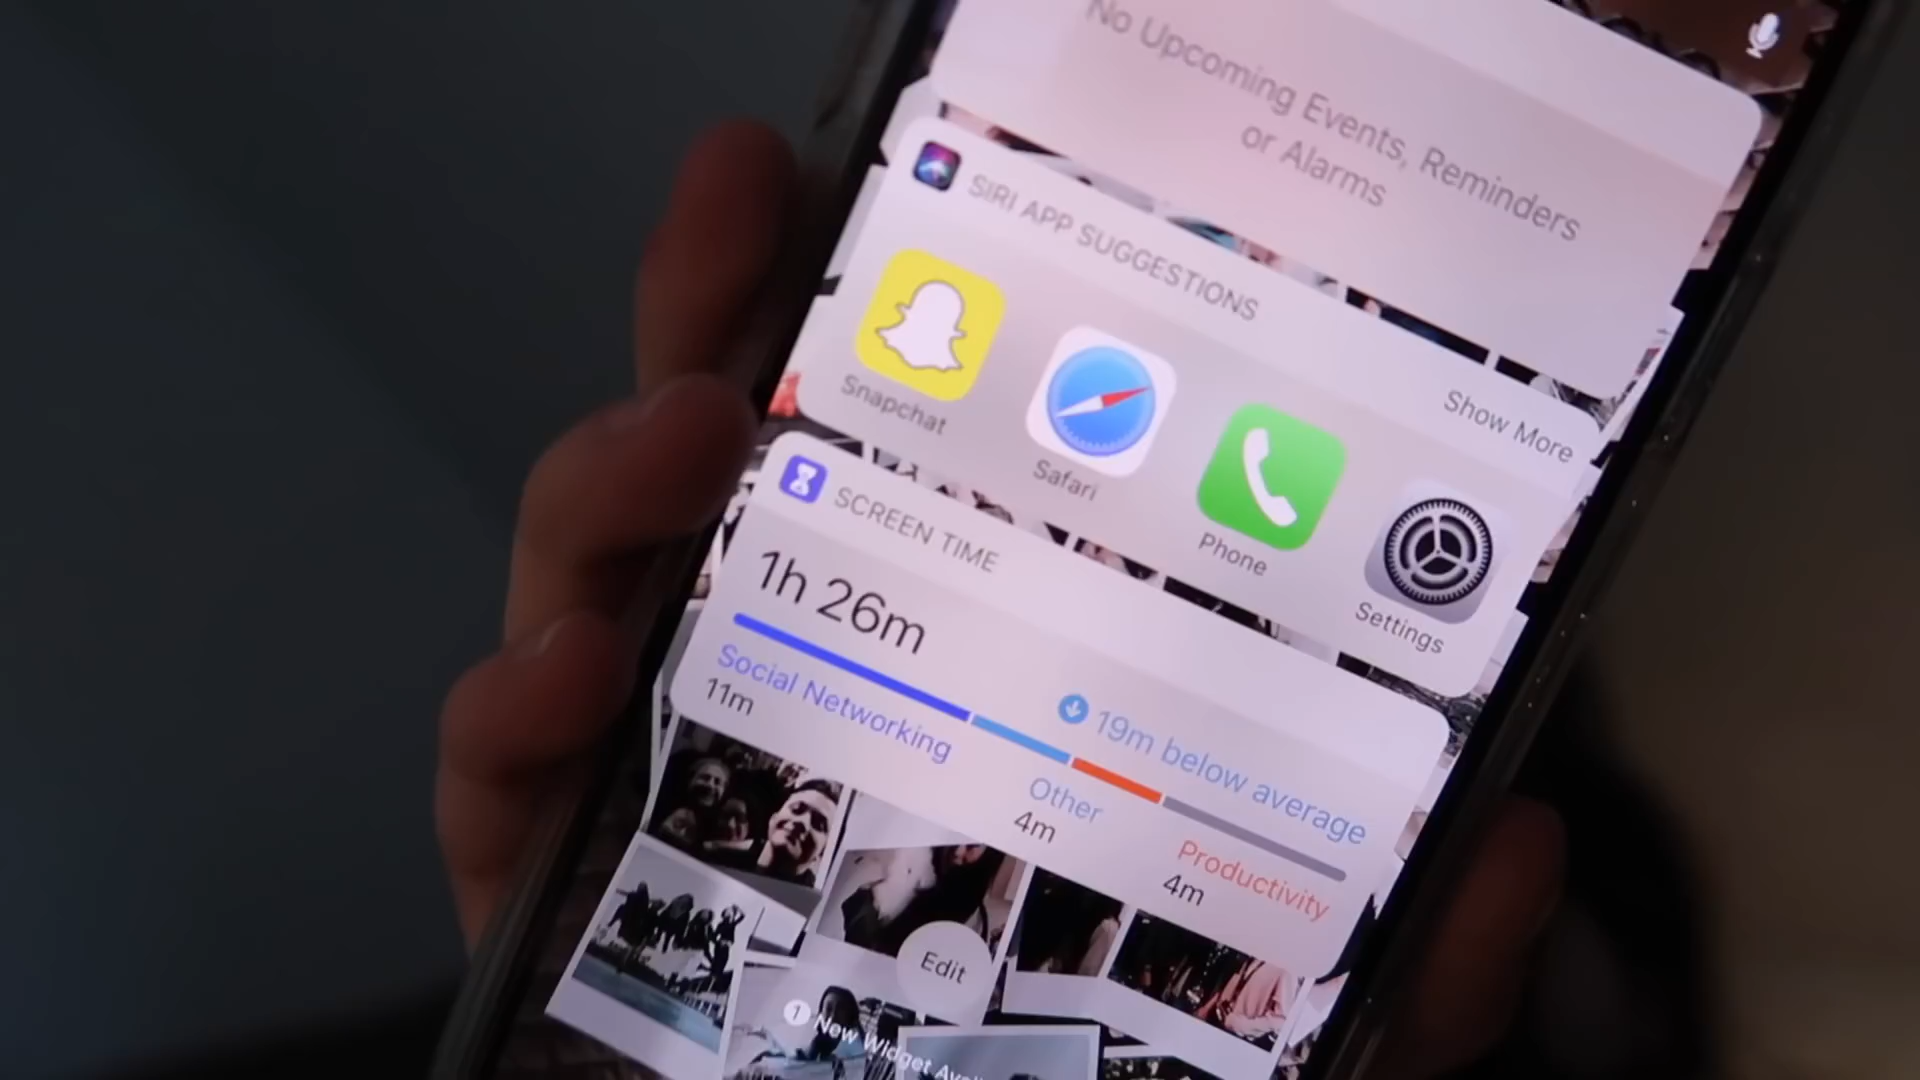 No Upcoming Events, Reminders
or Alarms
SIRI APP SUGGESTIONS
Show More
Snapchat
Safari
Phone
Settings
SCREEN TIME
1h 26m
19m below average
Social Networking
11m
Other
4m
Productivity
4m
Edit
1 New Widget